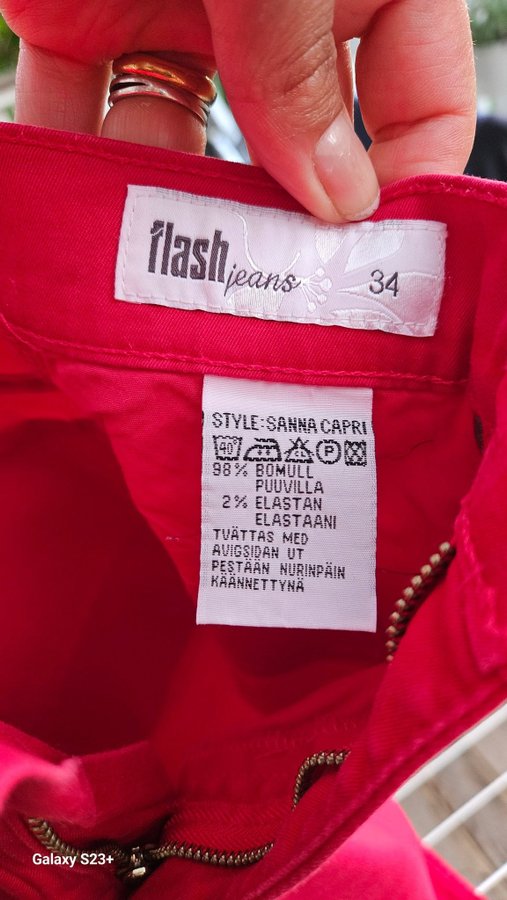 flash jeans 34
STYLE:SANNA CAPRI
40 P
98% BOMULL
PUUVILLA
2% ELASTAN
ELASTAANI
TVÄTTAS MED
AVIGSIDAN UT
PESTÄÄN NURINPÄIN
KÄÄNNETTYNÄ
Galaxy S23+